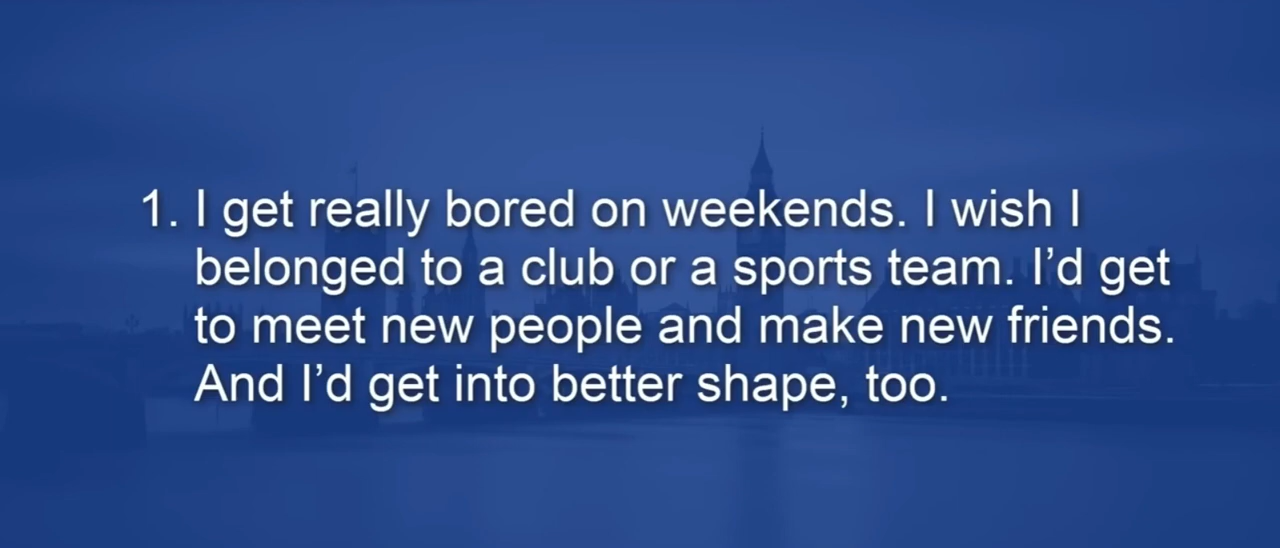 1. I get really bored on weekends. I wish I
belonged to a club or a sports team. I’d get
to meet new people and make new friends.
And I’d get into better shape, too.